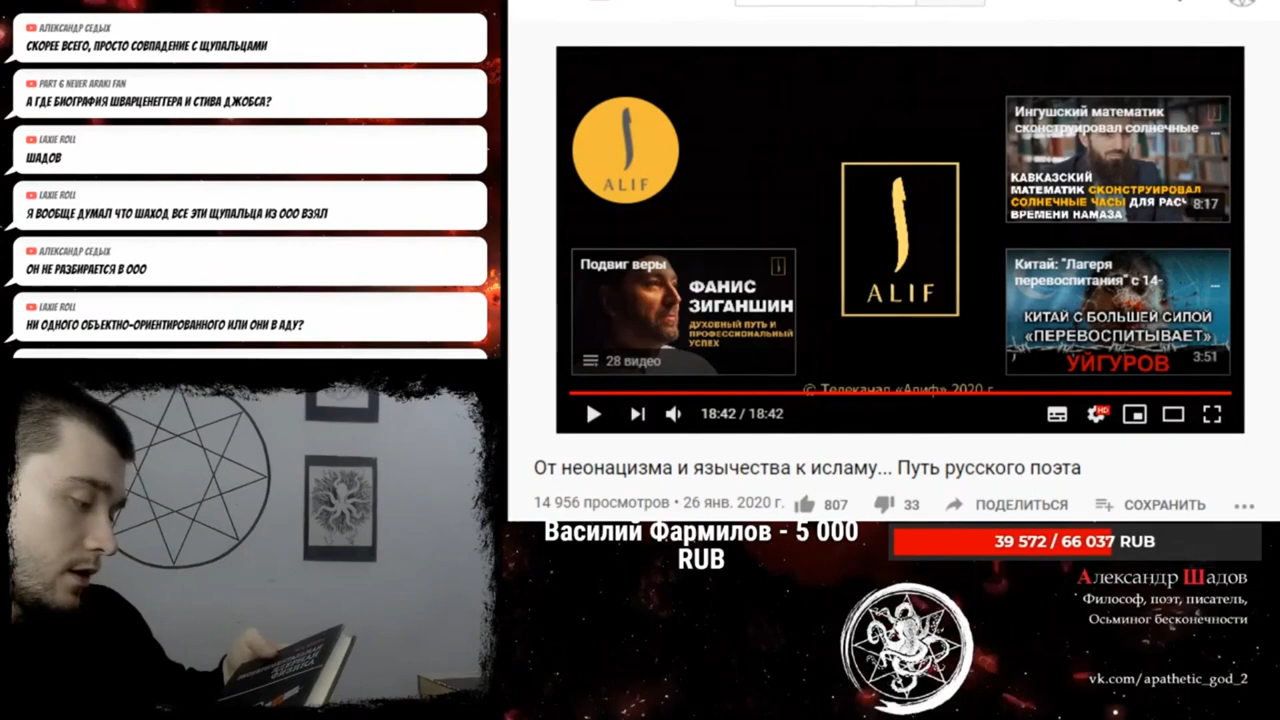 АЛЕКСАНДР СЕДЫХ
СКОРЕЕ ВСЕГО, ПРОСТО СОВПАДЕНИЕ С ЩУПАЛЬЦАМИ
PART 6 NEVER ARAKI FAN
А ГДЕ БИОГРАФИЯ ШВАРЦЕНЕГГЕРА И СТИВА ДЖОБСА?
LAXIE ROLL
ШАДОВ
LAXIE ROLL
Я ВООБЩЕ ДУМАЛ ЧТО ШАХОД ВСЕ ЭТИ ЩУПАЛЬЦА ИЗ ООО ВЗЯЛ
АЛЕКСАНДР СЕДЫХ
ОН НЕ РАЗБИРАЕТСЯ В ООО
LAXIE ROLL
НИ ОДНОГО ОБЪЕКТНО-ОРИЕНТИРОВАННОГО ИЛИ ОНИ В АДУ?
ALIF
Подвиг веры
ФАНИС
ЗИГАНШИН
ДУХОВНЫЙ ПУТЬ И
ПРОФЕССИОНАЛЬНЫЙ
УСПЕХ
28 видео
ALIF
Ингушский математик
сконструировал солнечные
...
КАВКАЗСКИЙ
МАТЕМАТИК СКОНСТРУИРОВАЛ
СОЛНЕЧНЫЕ ЧАСЫ ДЛЯ
ВРЕМЕНИ НАМАЗА
8:17
Китай: "Лагеря
перевоспитания" с 14-
...
КИТАЙ С БОЛЬШЕЙ СИЛОЙ
«ПЕРЕВОСПИТЫВАЕТ»
УЙГУРОВ
3:51
© Телеканал «Алиф» 2020 г.
18:42 / 18:42
HD
От неонацизма и язычества к исламу... Путь русского поэта
14 956 просмотров • 26 янв. 2020 г.
807
33
ПОДЕЛИТЬСЯ
СОХРАНИТЬ
...
Василий Фармилов - 5 000
RUB
39 572 / 66 037 RUB
Александр Шадов
Философ, поэт, писатель,
Осьминог бесконечности
vk.com/apathetic_god_2
ЯДЕРНАЯ
ФИЗИКА